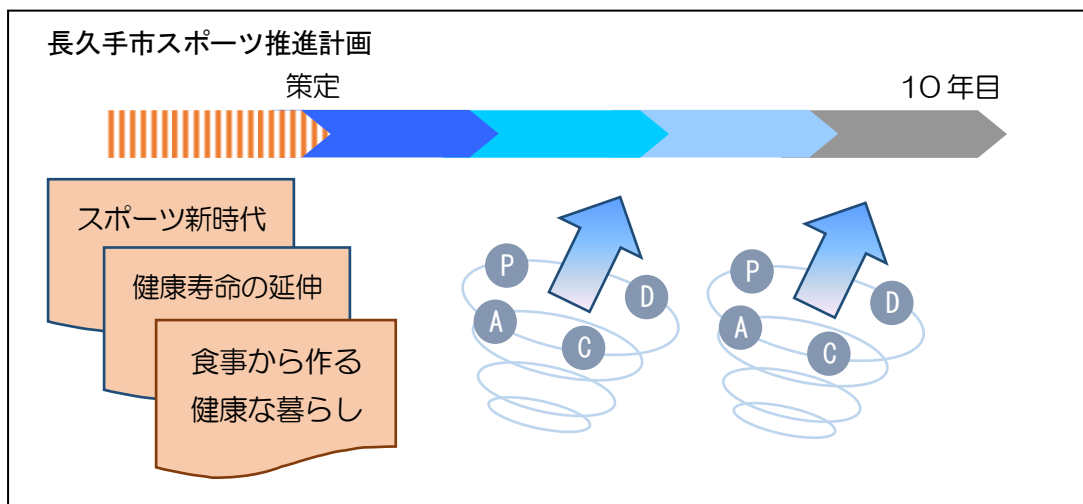 長久手市スポーツ推進計画
策定
10年目
スポーツ新時代
健康寿命の延伸
食事から作る
健康な暮らし
P
D
A
C
P
D
A
C